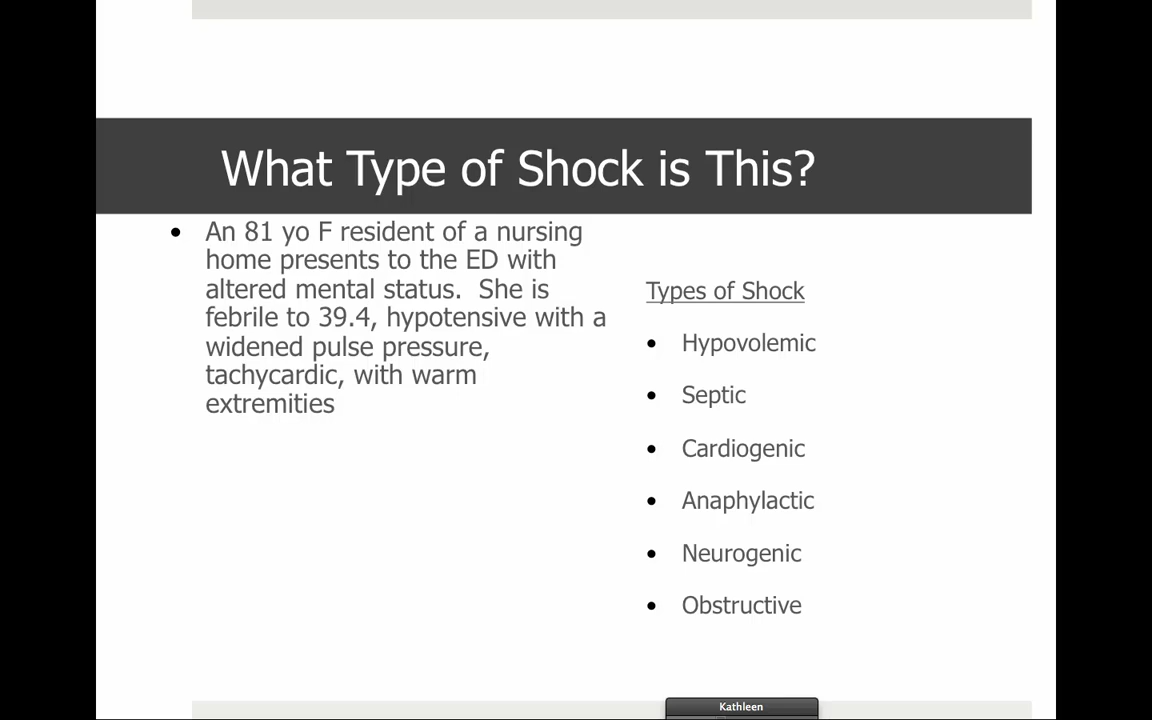 What Type of Shock is This?
• An 81 yo F resident of a nursing
home presents to the ED with
altered mental status.  She is
febrile to 39.4, hypotensive with a
widened pulse pressure,
tachycardic, with warm
extremities
Types of Shock
• Hypovolemic
• Septic
• Cardiogenic
• Anaphylactic
• Neurogenic
• Obstructive
Kathleen